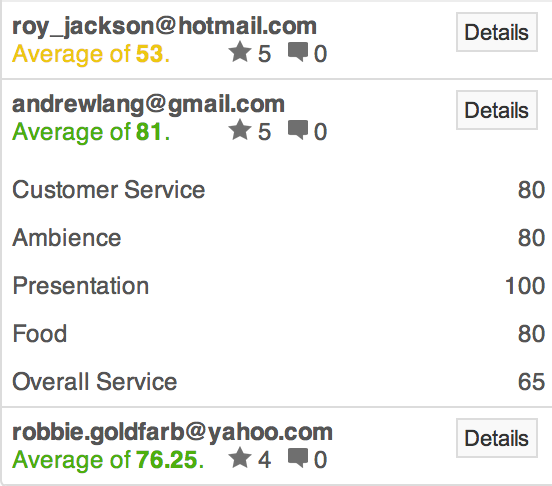 roy_jackson@hotmail.com Details
Average of 53. 5 0
andrewlang@gmail.com Details
Average of 81. 5 0
Customer Service 80
Ambience 80
Presentation 100
Food 80
Overall Service 65
robbie.goldfarb@yahoo.com Details
Average of 76.25. 4 0